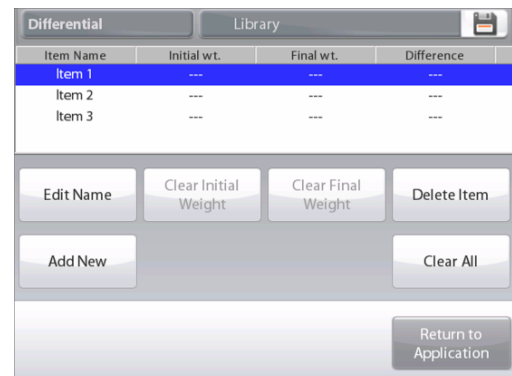 Differential Library
Item Name Initial wt. Final wt. Difference
Item 1 --- --- ---
Item 2 --- --- ---
Item 3 --- --- ---
Edit Name Clear Initial Weight Clear Final Weight Delete Item
Add New Clear All
Return to
Application